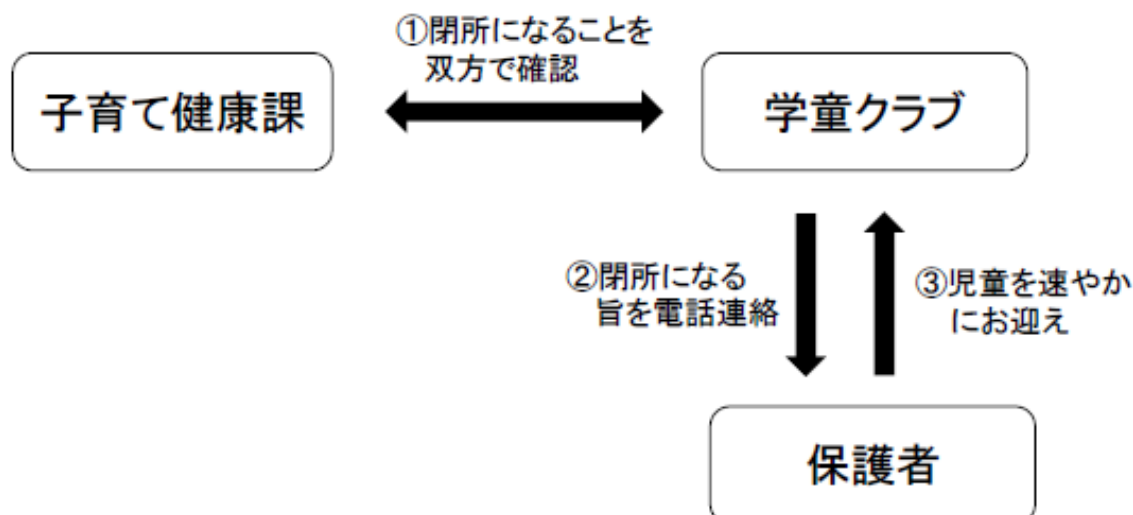 ①閉所になることを
双方で確認
子育て健康課
学童クラブ
②閉所になる
旨を電話連絡
③児童を速やか
にお迎え
保護者